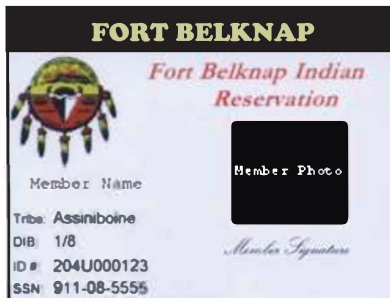 FORT BELKNAP
Fort Belknap Indian
Reservation
Member Photo
Member Name
Tribe: Assiniboine
DIB: 1/8
ID #: 204U000123
SSN: 911-08-5555
Member Signature